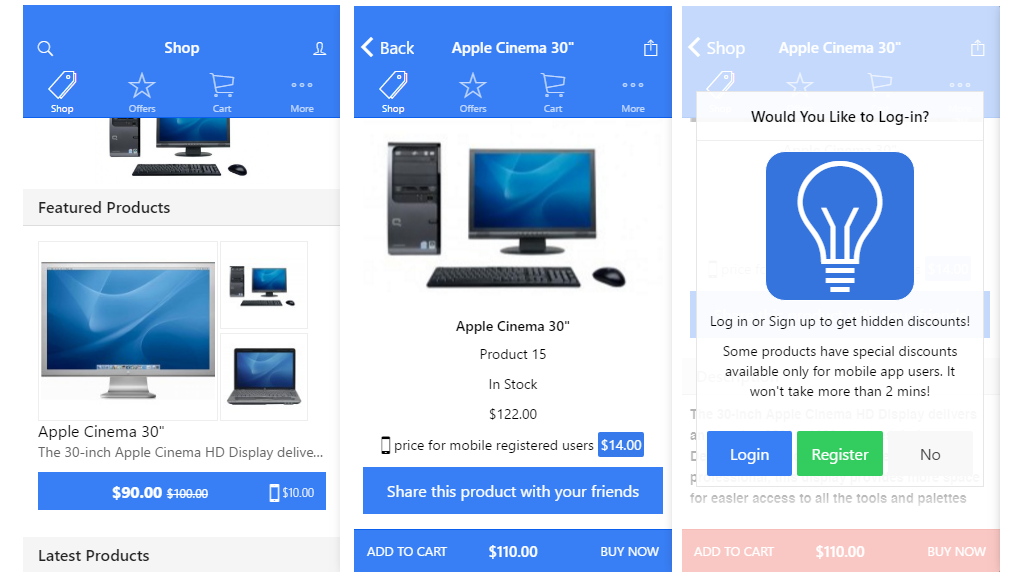 Shop
Shop
Offers
Cart
More
Featured Products
Apple Cinema 30"
The 30-inch Apple Cinema HD Display delive...
$90.00 $100.00 $10.00
Latest Products
Back
Apple Cinema 30"
Shop
Offers
Cart
More
Apple Cinema 30"
Product 15
In Stock
$122.00
price for mobile registered users $14.00
Share this product with your friends
ADD TO CART $110.00 BUY NOW
Shop
Apple Cinema 30"
Would You Like to Log-in?
price
$14.00
Log in or Sign up to get hidden discounts!
Some products have special discounts
available only for mobile app users. It
won't take more than 2 mins!
The 30-inch Apple Cinema HD Display delivers
Login
Register
No
for easier access to all the tools and palettes
ADD TO CART $110.00 BUY NOW